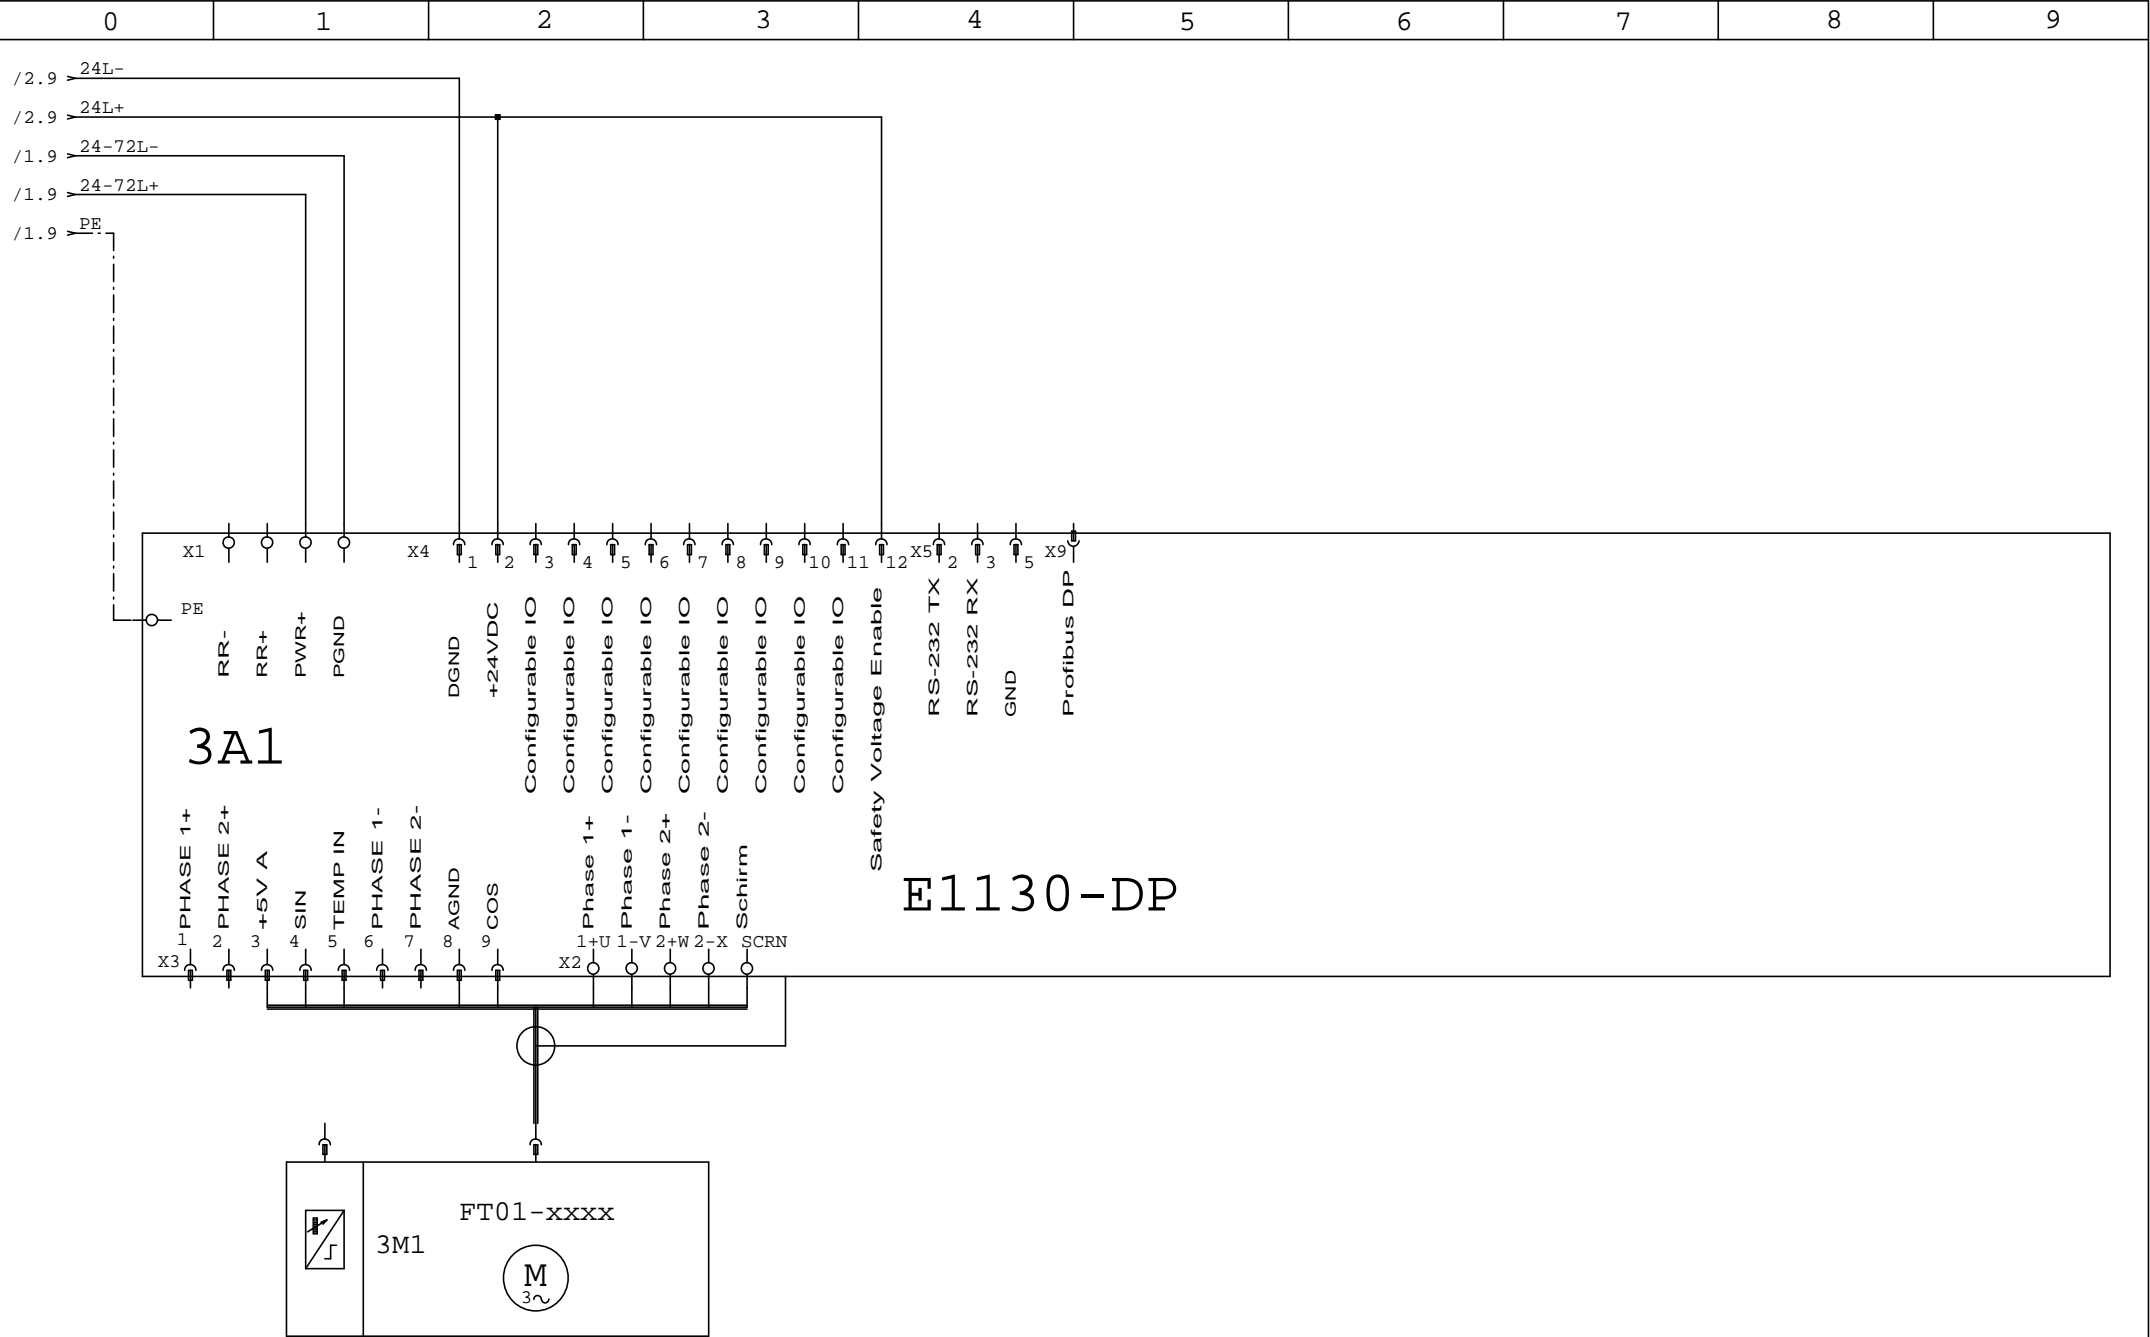 0 1 2 3 4 5 6 7 8 9
/2.9 24L-
/2.9 24L+
/1.9 24-72L-
/1.9 24-72L+
/1.9 PE
X1 X4 1 2 3 4 5 6 7 8 9 10 11 12 X5 2 3 5 X9
PE
RR-
RR+
PWR+
PGND
DGND
+24VDC
Configurable IO
Configurable IO
Configurable IO
Configurable IO
Configurable IO
Configurable IO
Configurable IO
Configurable IO
Configurable IO
Safety Voltage Enable
RS-232 TX
RS-232 RX
GND
Profibus DP
3A1
E1130-DP
PHASE 1+
PHASE 2+
+5V A
SIN
TEMP IN
PHASE 1-
PHASE 2-
AGND
COS
Phase 1+
Phase 1-
Phase 2+
Phase 2-
Schirm
1 2 3 4 5 6 7 8 9 1+U 1-V 2+W 2-X SCRN
X3 X2
FT01-xxxx
3M1
M
3~